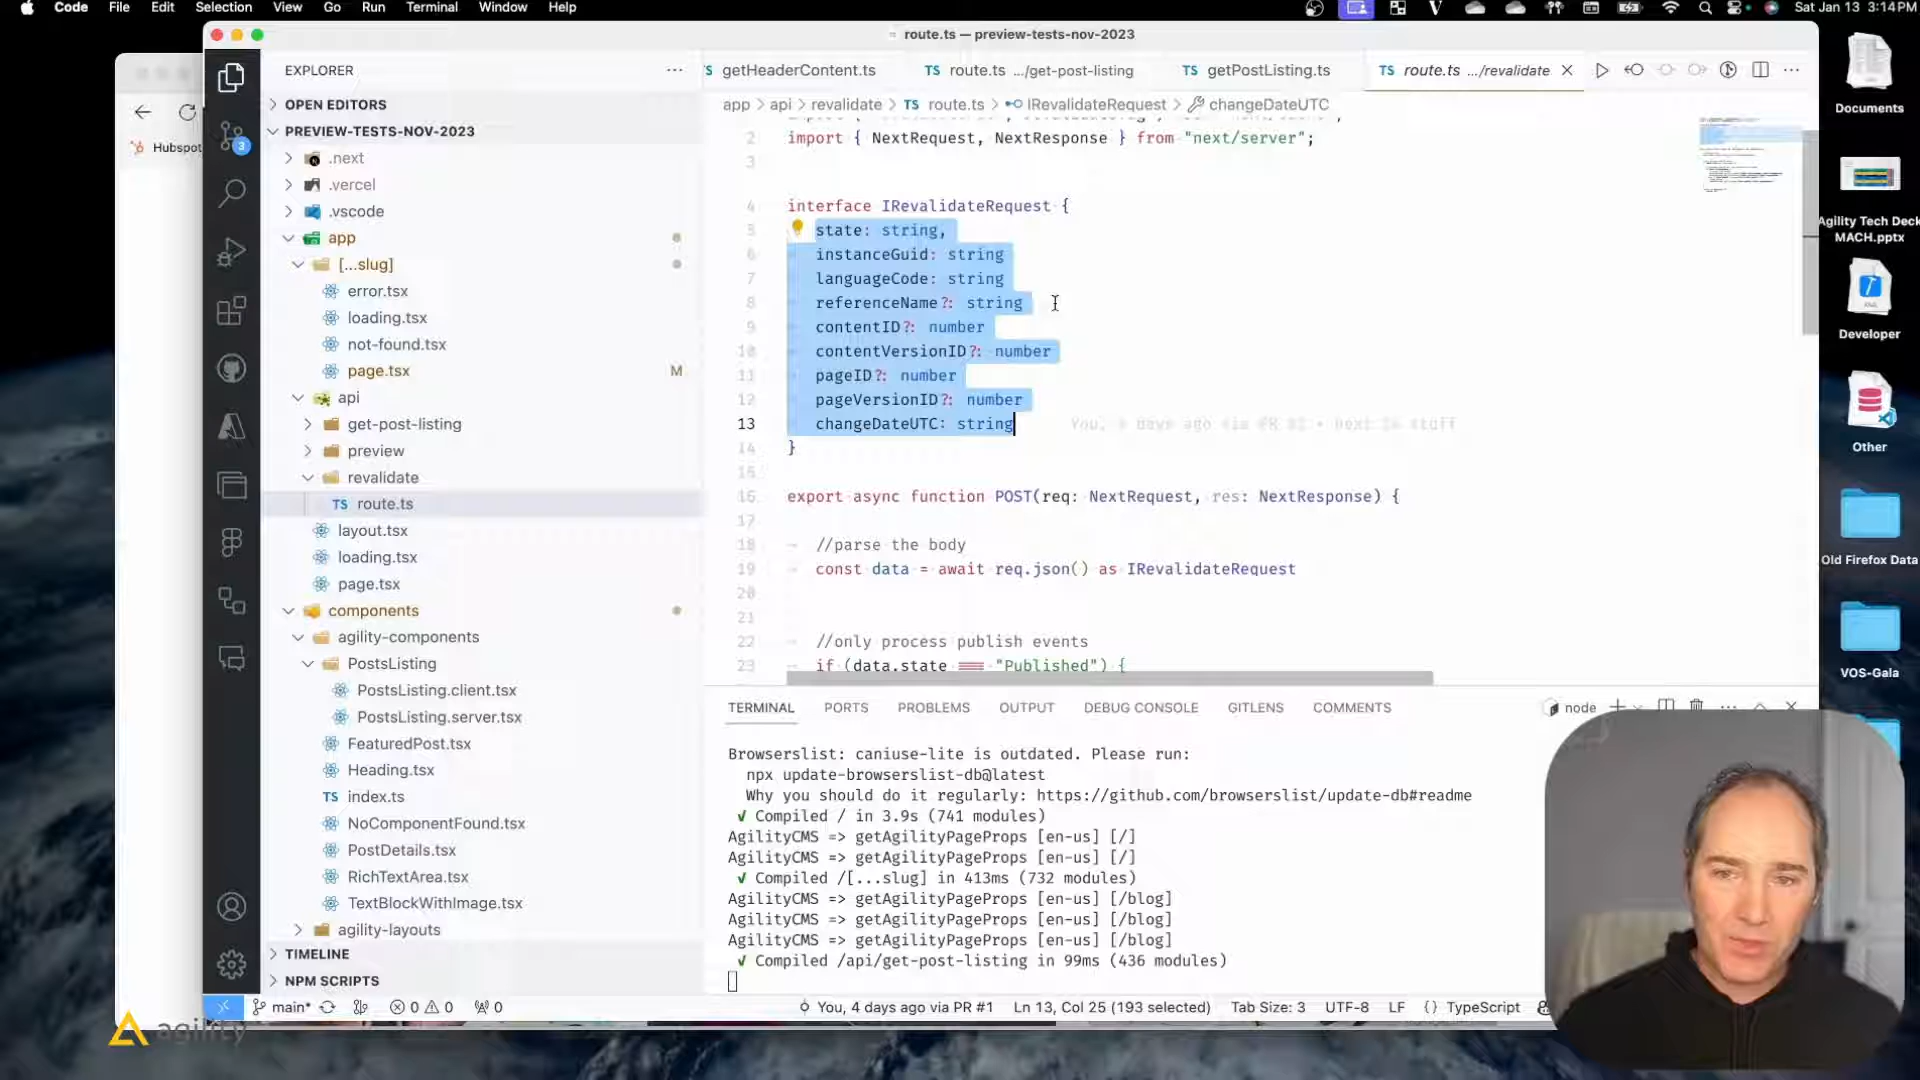 Code File Edit Selection View Go Run Terminal Window Help
Sat Jan 13 3:14 PM
route.ts — preview-tests-nov-2023
Hubspot
EXPLORER
OPEN EDITORS
PREVIEW-TESTS-NOV-2023
.next
.vercel
.vscode
app
[...slug]
error.tsx
loading.tsx
not-found.tsx
page.tsx M
api
get-post-listing
preview
revalidate
TS route.ts
layout.tsx
loading.tsx
page.tsx
components
agility-components
PostsListing
PostsListing.client.tsx
PostsListing.server.tsx
FeaturedPost.tsx
Heading.tsx
TS index.ts
NoComponentFound.tsx
PostDetails.tsx
RichTextArea.tsx
TextBlockWithImage.tsx
agility-layouts
TIMELINE
NPM SCRIPTS
3
TS getHeaderContent.ts TS route.ts .../get-post-listing TS getPostListing.ts TS route.ts .../revalidate
app > api > revalidate > TS route.ts > IRevalidateRequest > changeDateUTC
2 import { NextRequest, NextResponse } from "next/server";
3
4 interface IRevalidateRequest {
5 state: string,
6 instanceGuid: string
7 languageCode: string
8 referenceName?: string
9 contentID?: number
10 contentVersionID?: number
11 pageID?: number
12 pageVersionID?: number
13 changeDateUTC: string
14 }
15
16 export async function POST(req: NextRequest, res: NextResponse) {
17
18 //parse the body
19 const data = await req.json() as IRevalidateRequest
20
21
22 //only process publish events
23 if (data.state === "Published") {
TERMINAL PORTS PROBLEMS OUTPUT DEBUG CONSOLE GITLENS COMMENTS
node
Browserslist: caniuse-lite is outdated. Please run:
npx update-browserslist-db@latest
Why you should do it regularly: https://github.com/browserslist/update-db#readme
✓ Compiled / in 3.9s (741 modules)
AgilityCMS => getAgilityPageProps [en-us] [/]
AgilityCMS => getAgilityPageProps [en-us] [/]
✓ Compiled /[...slug] in 413ms (732 modules)
AgilityCMS => getAgilityPageProps [en-us] [/blog]
AgilityCMS => getAgilityPageProps [en-us] [/blog]
AgilityCMS => getAgilityPageProps [en-us] [/blog]
✓ Compiled /api/get-post-listing in 99ms (436 modules)
main* 0 0 0 You, 4 days ago via PR #1 Ln 13, Col 25 (193 selected) Tab Size: 3 UTF-8 LF {} TypeScript
agility
Documents
Agility Tech Deck
MACH.pptx
Developer
Other
Old Firefox Data
VOS-Gala